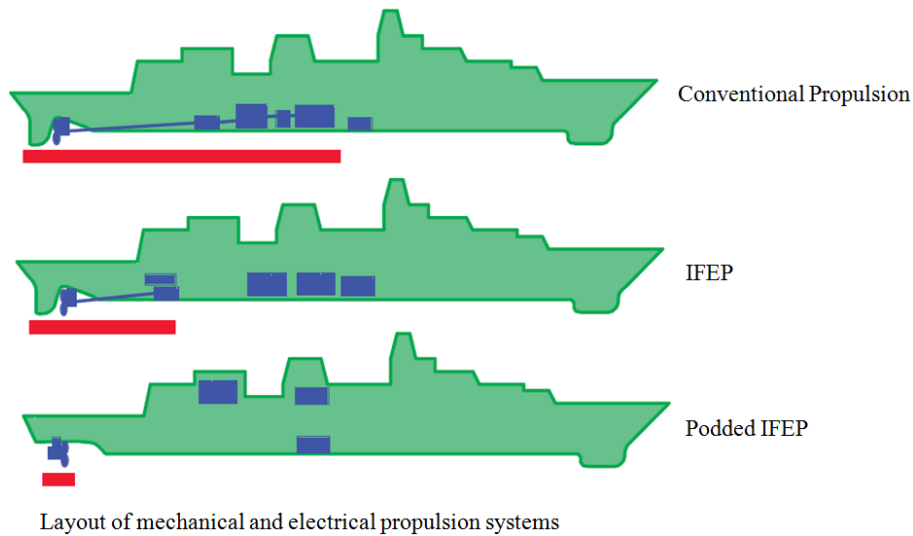 Conventional Propulsion
IFEP
Podded IFEP
Layout of mechanical and electrical propulsion systems